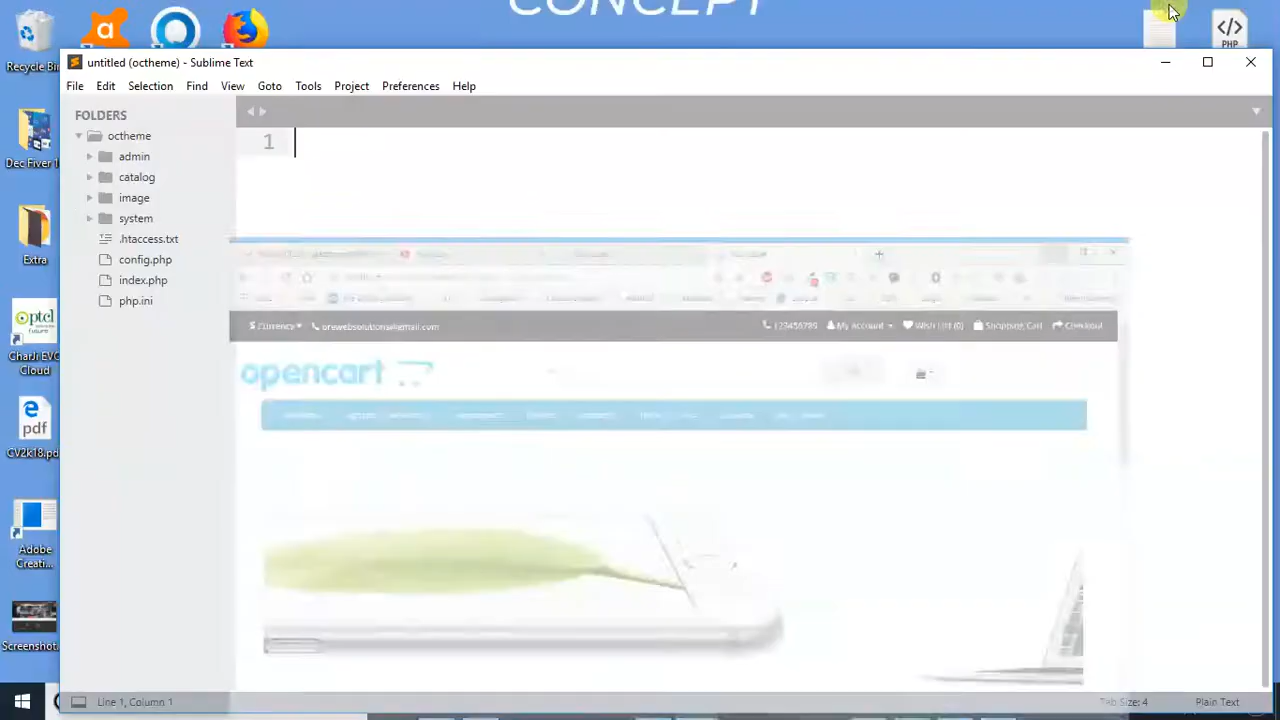 CONCEPT
Recycle Bin
PHP
untitled (octheme) - Sublime Text
File Edit Selection Find View Goto Tools Project Preferences Help
FOLDERS
octheme
admin
catalog
image
system
.htaccess.txt
config.php
index.php
php.ini
1
Dec Fiver 1
Extra
ptcl
CharJi EVO
Cloud
pdf
CV2k18.pd
Adobe
Creati...
Screenshot
$ Currency
orewebsolutions@gmail.com
123456789 My Account Wish List (0) Shopping Cart Checkout
opencart
Line 1, Column 1
Tab Size: 4
Plain Text